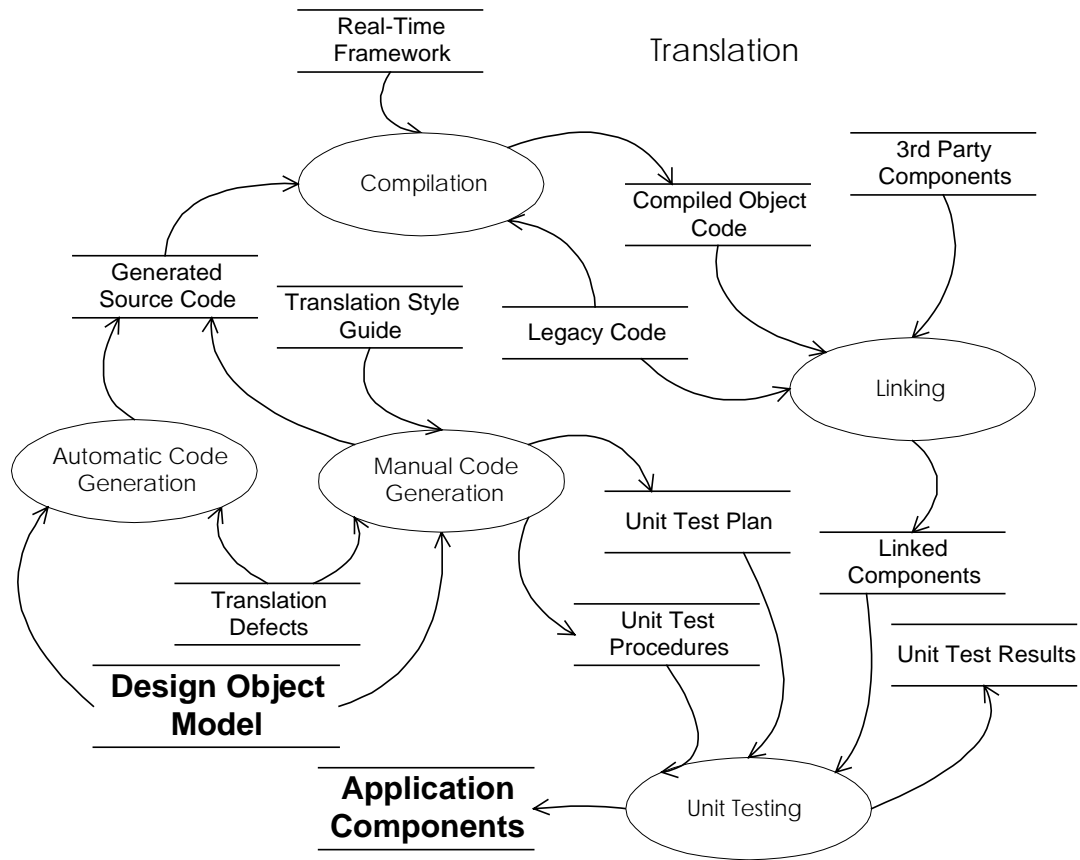 Real-Time
Framework
Translation
3rd Party
Components
Compilation
Compiled Object
Code
Generated
Source Code
Translation Style
Guide
Legacy Code
Linking
Automatic Code
Generation
Manual Code
Generation
Unit Test Plan
Linked
Components
Translation
Defects
Unit Test
Procedures
Unit Test Results
Design Object
Model
Application
Components
Unit Testing